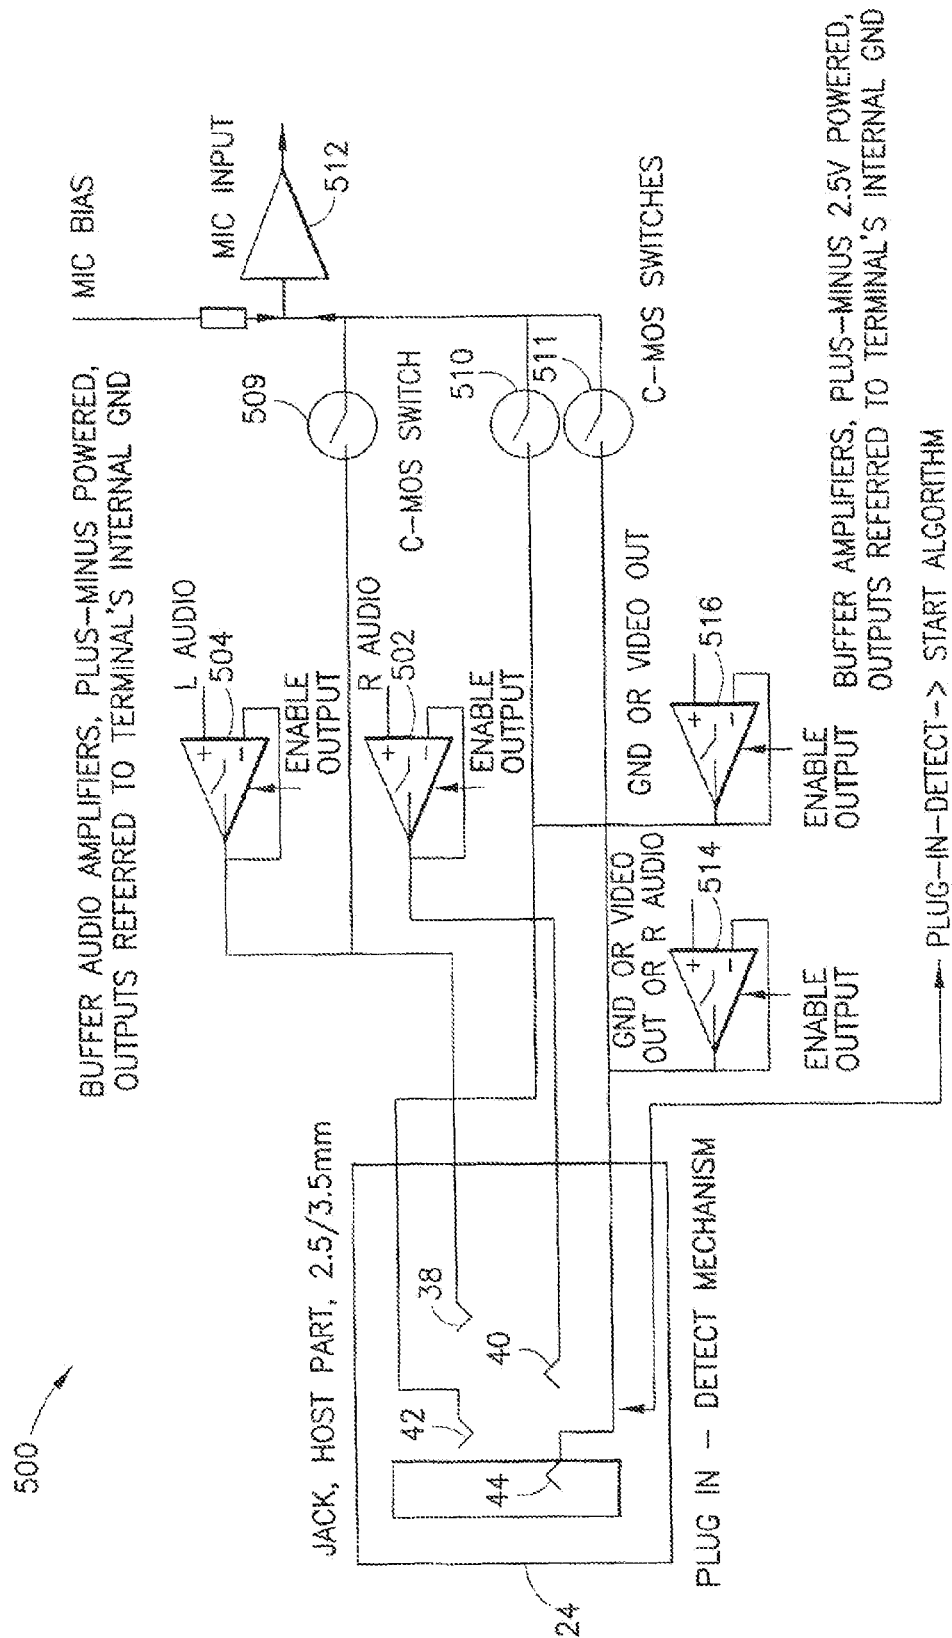 500
BUFFER AUDIO AMPLIFIERS, PLUS-MINUS POWERED,
OUTPUTS REFERRED TO TERMINAL'S INTERNAL GND
MIC BIAS
MIC INPUT
512
L AUDIO
504
+
-
ENABLE
OUTPUT
509
C-MOS SWITCH
R AUDIO
502
+
-
ENABLE
OUTPUT
510
511
C-MOS SWITCHES
JACK, HOST PART, 2.5/3.5mm
38
40
42
44
24
GND OR VIDEO
OUT OR R AUDIO
514
+
-
ENABLE
OUTPUT
GND OR VIDEO OUT
516
+
-
ENABLE
OUTPUT
BUFFER AMPLIFIERS, PLUS-MINUS 2.5V POWERED,
OUTPUTS REFERRED TO TERMINAL'S INTERNAL GND
PLUG IN - DETECT MECHANISM
PLUG-IN-DETECT-> START ALGORITHM